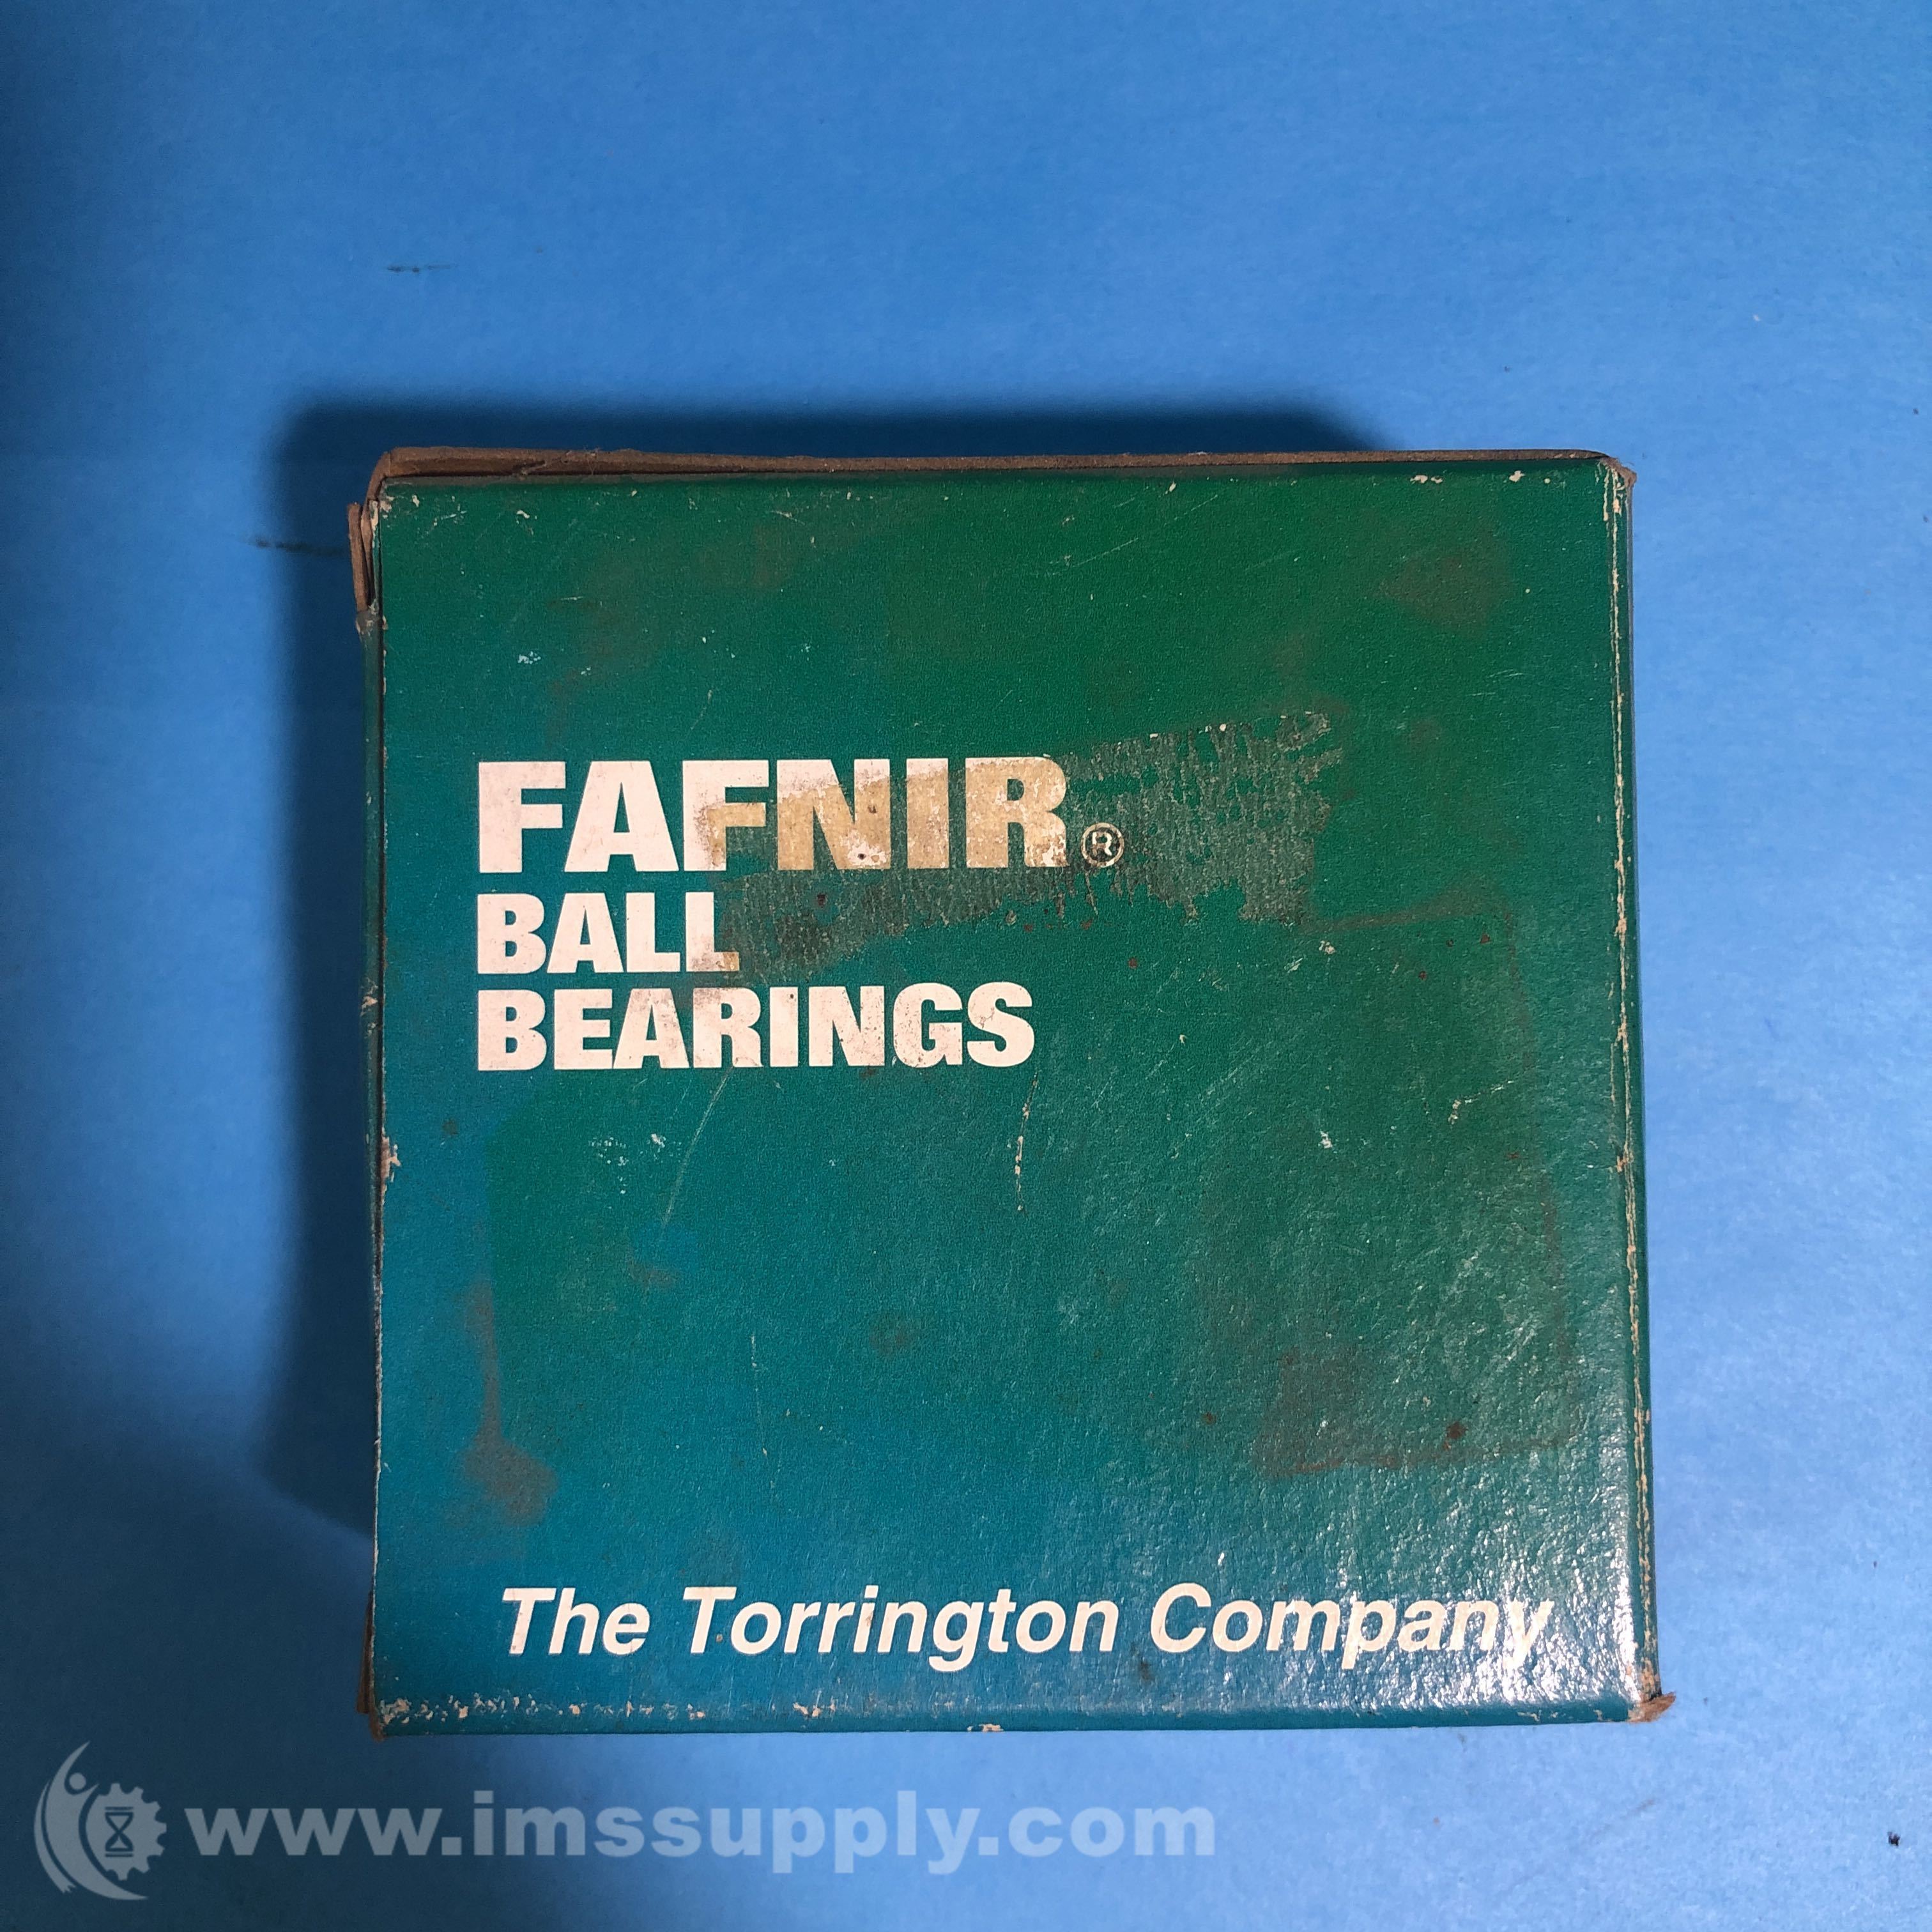 FAFNIR®
BALL
BEARINGS
The Torrington Company
www.imssupply.com